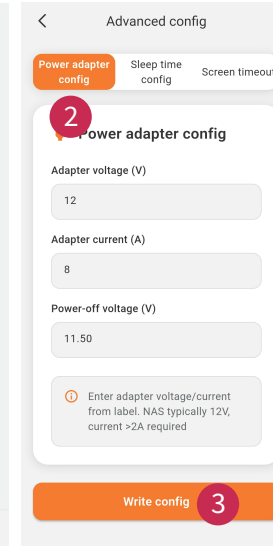 Advanced config
Power adapter
config
Sleep time
config
Screen timeout
2
Power adapter config
Adapter voltage (V)
12
Adapter current (A)
8
Power-off voltage (V)
11.50
Enter adapter voltage/current
from label. NAS typically 12V,
current >2A required
Write config
3